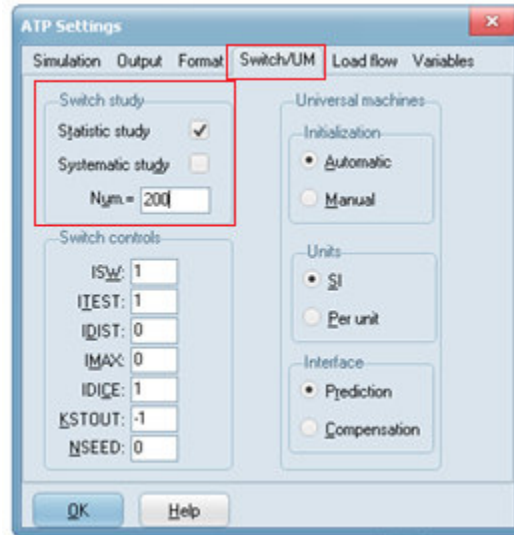 ATP Settings
Simulation Output Format Switch/UM Load flow Variables
Switch study
Statistic study
Systematic study
Num.= 200
Switch controls
ISW: 1
ITEST: 1
IDIST: 0
IMAX: 0
IDICE: 1
KSTOUT: -1
NSEED: 0
Universal machines
Initialization
Automatic
Manual
Units
SI
Per unit
Interface
Prediction
Compensation
OK Help